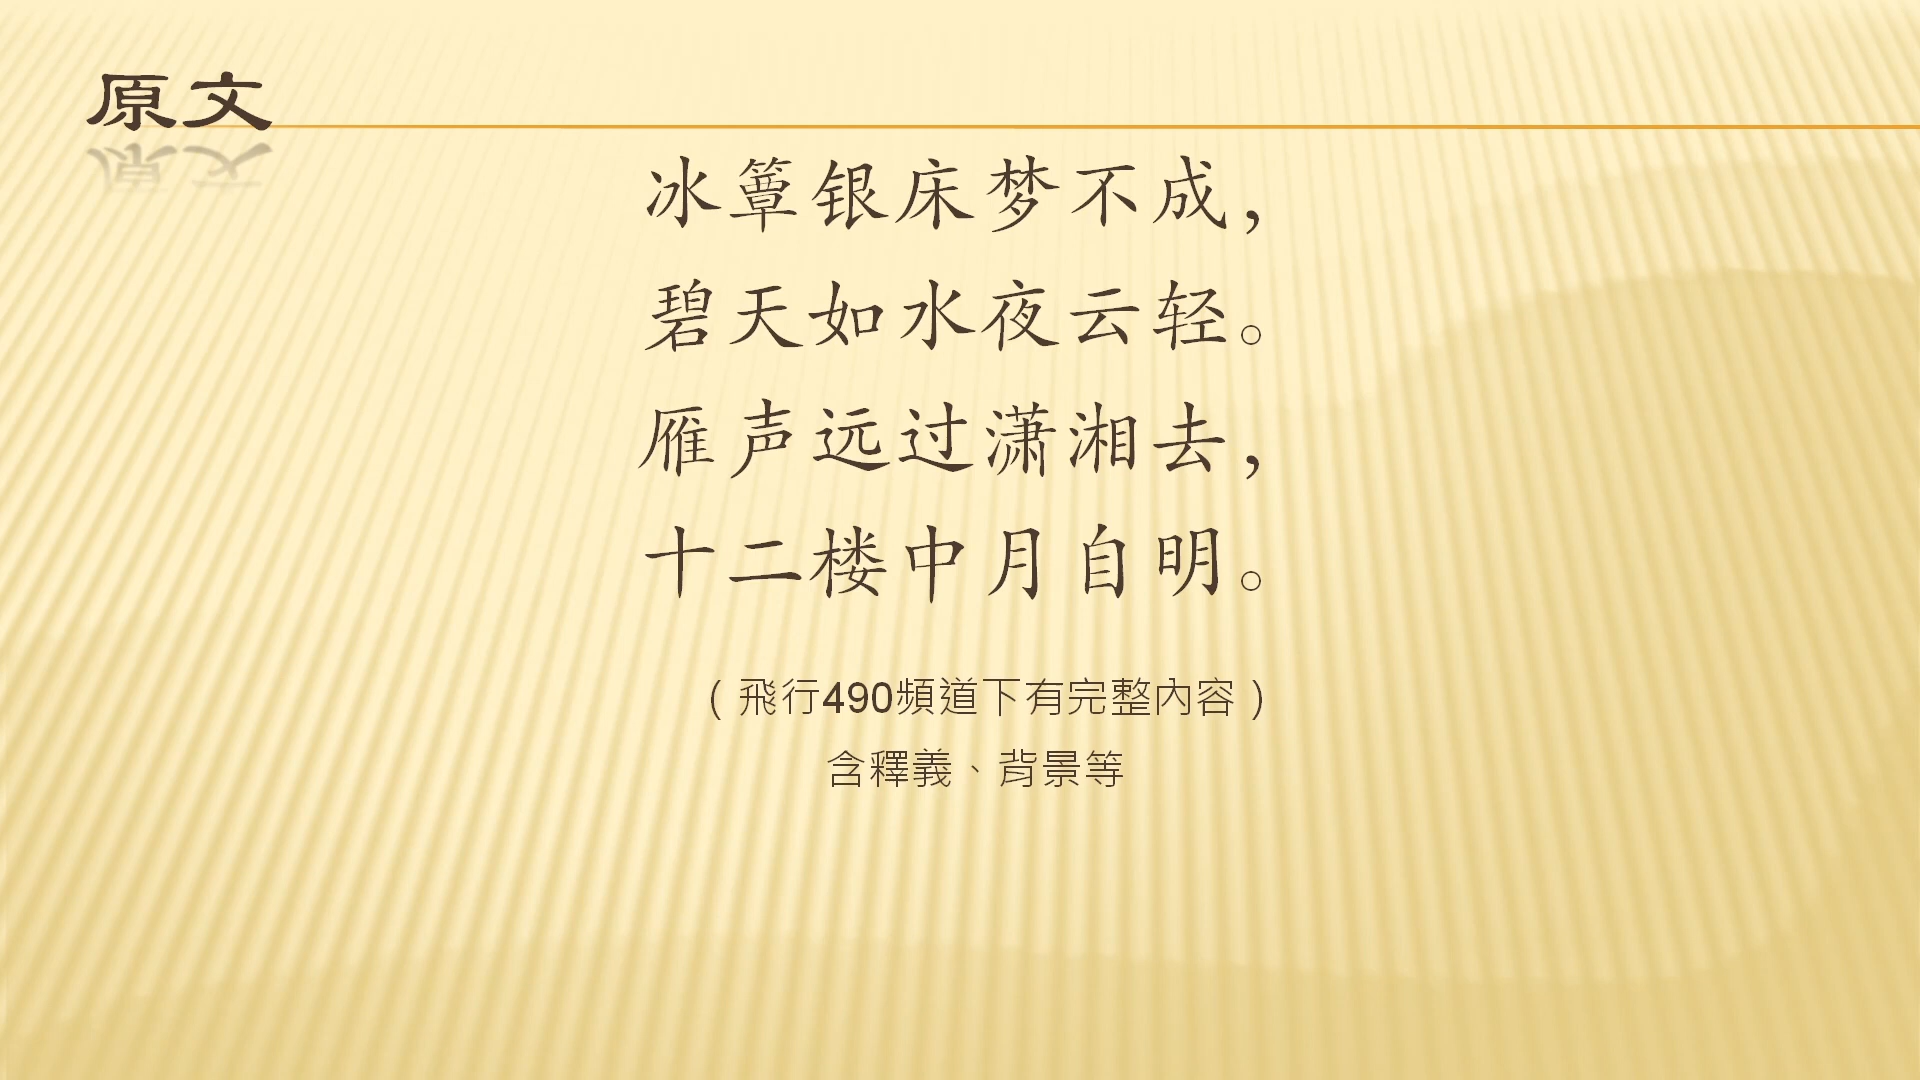 原文
冰簟银床梦不成，
碧天如水夜云轻。
雁声远过潇湘去，
十二楼中月自明。
（飛行490頻道下有完整內容）
含釋義、背景等